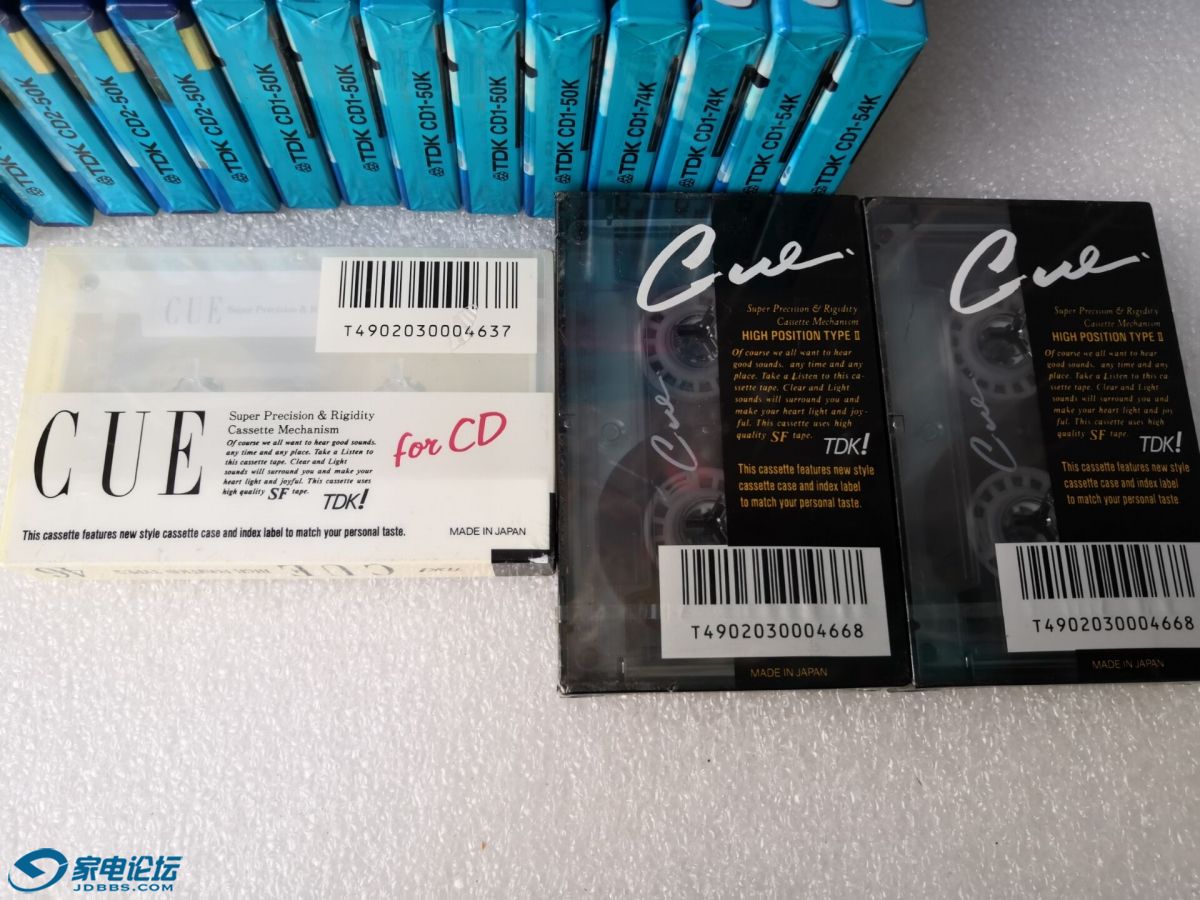 TDK CD2-50K
TDK CD2-50K
TDK CD2-50K
TDK CD1-50K
TDK CD1-50K
TDK CD1-50K
TDK CD1-50K
TDK CD1-50K
TDK CD1-74K
TDK CD1-74K
TDK CD1-54K
TDK CD1-54K
CUE Super Precision & R
T4902030004637
CUE
Super Precision & Rigidity
Cassette Mechanism
Of course we all want to hear good sounds.
any time and any place. Take a Listen to
this cassette tape. Clear and Light
sounds will surround you and make your
heart light and joyful. This cassette uses
high quality SF tape.
TDK!
for CD
This cassette features new style cassette case and index label to match your personal taste.
MADE IN JAPAN
CUE
TDK!
Cue.
Super Precision & Rigidity
Cassette Mechanism
HIGH POSITION TYPE II
Of course we all want to hear
good sounds. any time and any
place. Take a Listen to this ca-
ssette tape. Clear and Light
sounds will surround you and
make your heart light and joy-
ful. This cassette uses high
quality SF tape.
TDK!
Cue
This cassette features new style
cassette case and index label
to match your personal taste.
T4902030004668
MADE IN JAPAN
Cue.
Super Precision & Rigidity
Cassette Mechanism
HIGH POSITION TYPE II
Of course we all want to hear
good sounds. any time and any
place. Take a Listen to this ca-
ssette tape. Clear and Light
sounds will surround you and
make your heart light and joy-
ful. This cassette uses high
quality SF tape.
TDK!
Cue
This cassette features new style
cassette case and index label
to match your personal taste
T4902030004668
MADE IN JAPAN
家电论坛
JDBBS.COM